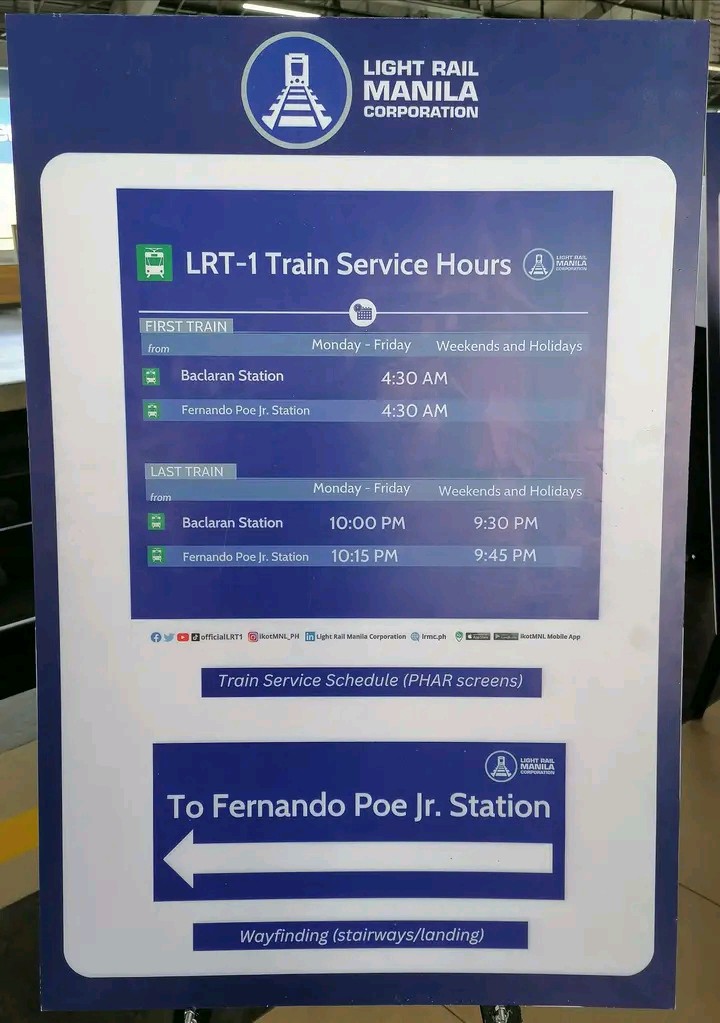 LIGHT RAIL
MANILA
CORPORATION
LRT-1 Train Service Hours
LIGHT RAIL
MANILA
CORPORATION
FIRST TRAIN
from Monday - Friday Weekends and Holidays
Baclaran Station 4:30 AM
Fernando Poe Jr. Station 4:30 AM
LAST TRAIN
from Monday - Friday Weekends and Holidays
Baclaran Station 10:00 PM 9:30 PM
Fernando Poe Jr. Station 10:15 PM 9:45 PM
officialLRT1 IkotMNL_PH Light Rail Manila Corporation lrmc.ph IkotMNL Mobile App
Train Service Schedule (PHAR screens)
LIGHT RAIL
MANILA
CORPORATION
To Fernando Poe Jr. Station
Wayfinding (stairways/landing)